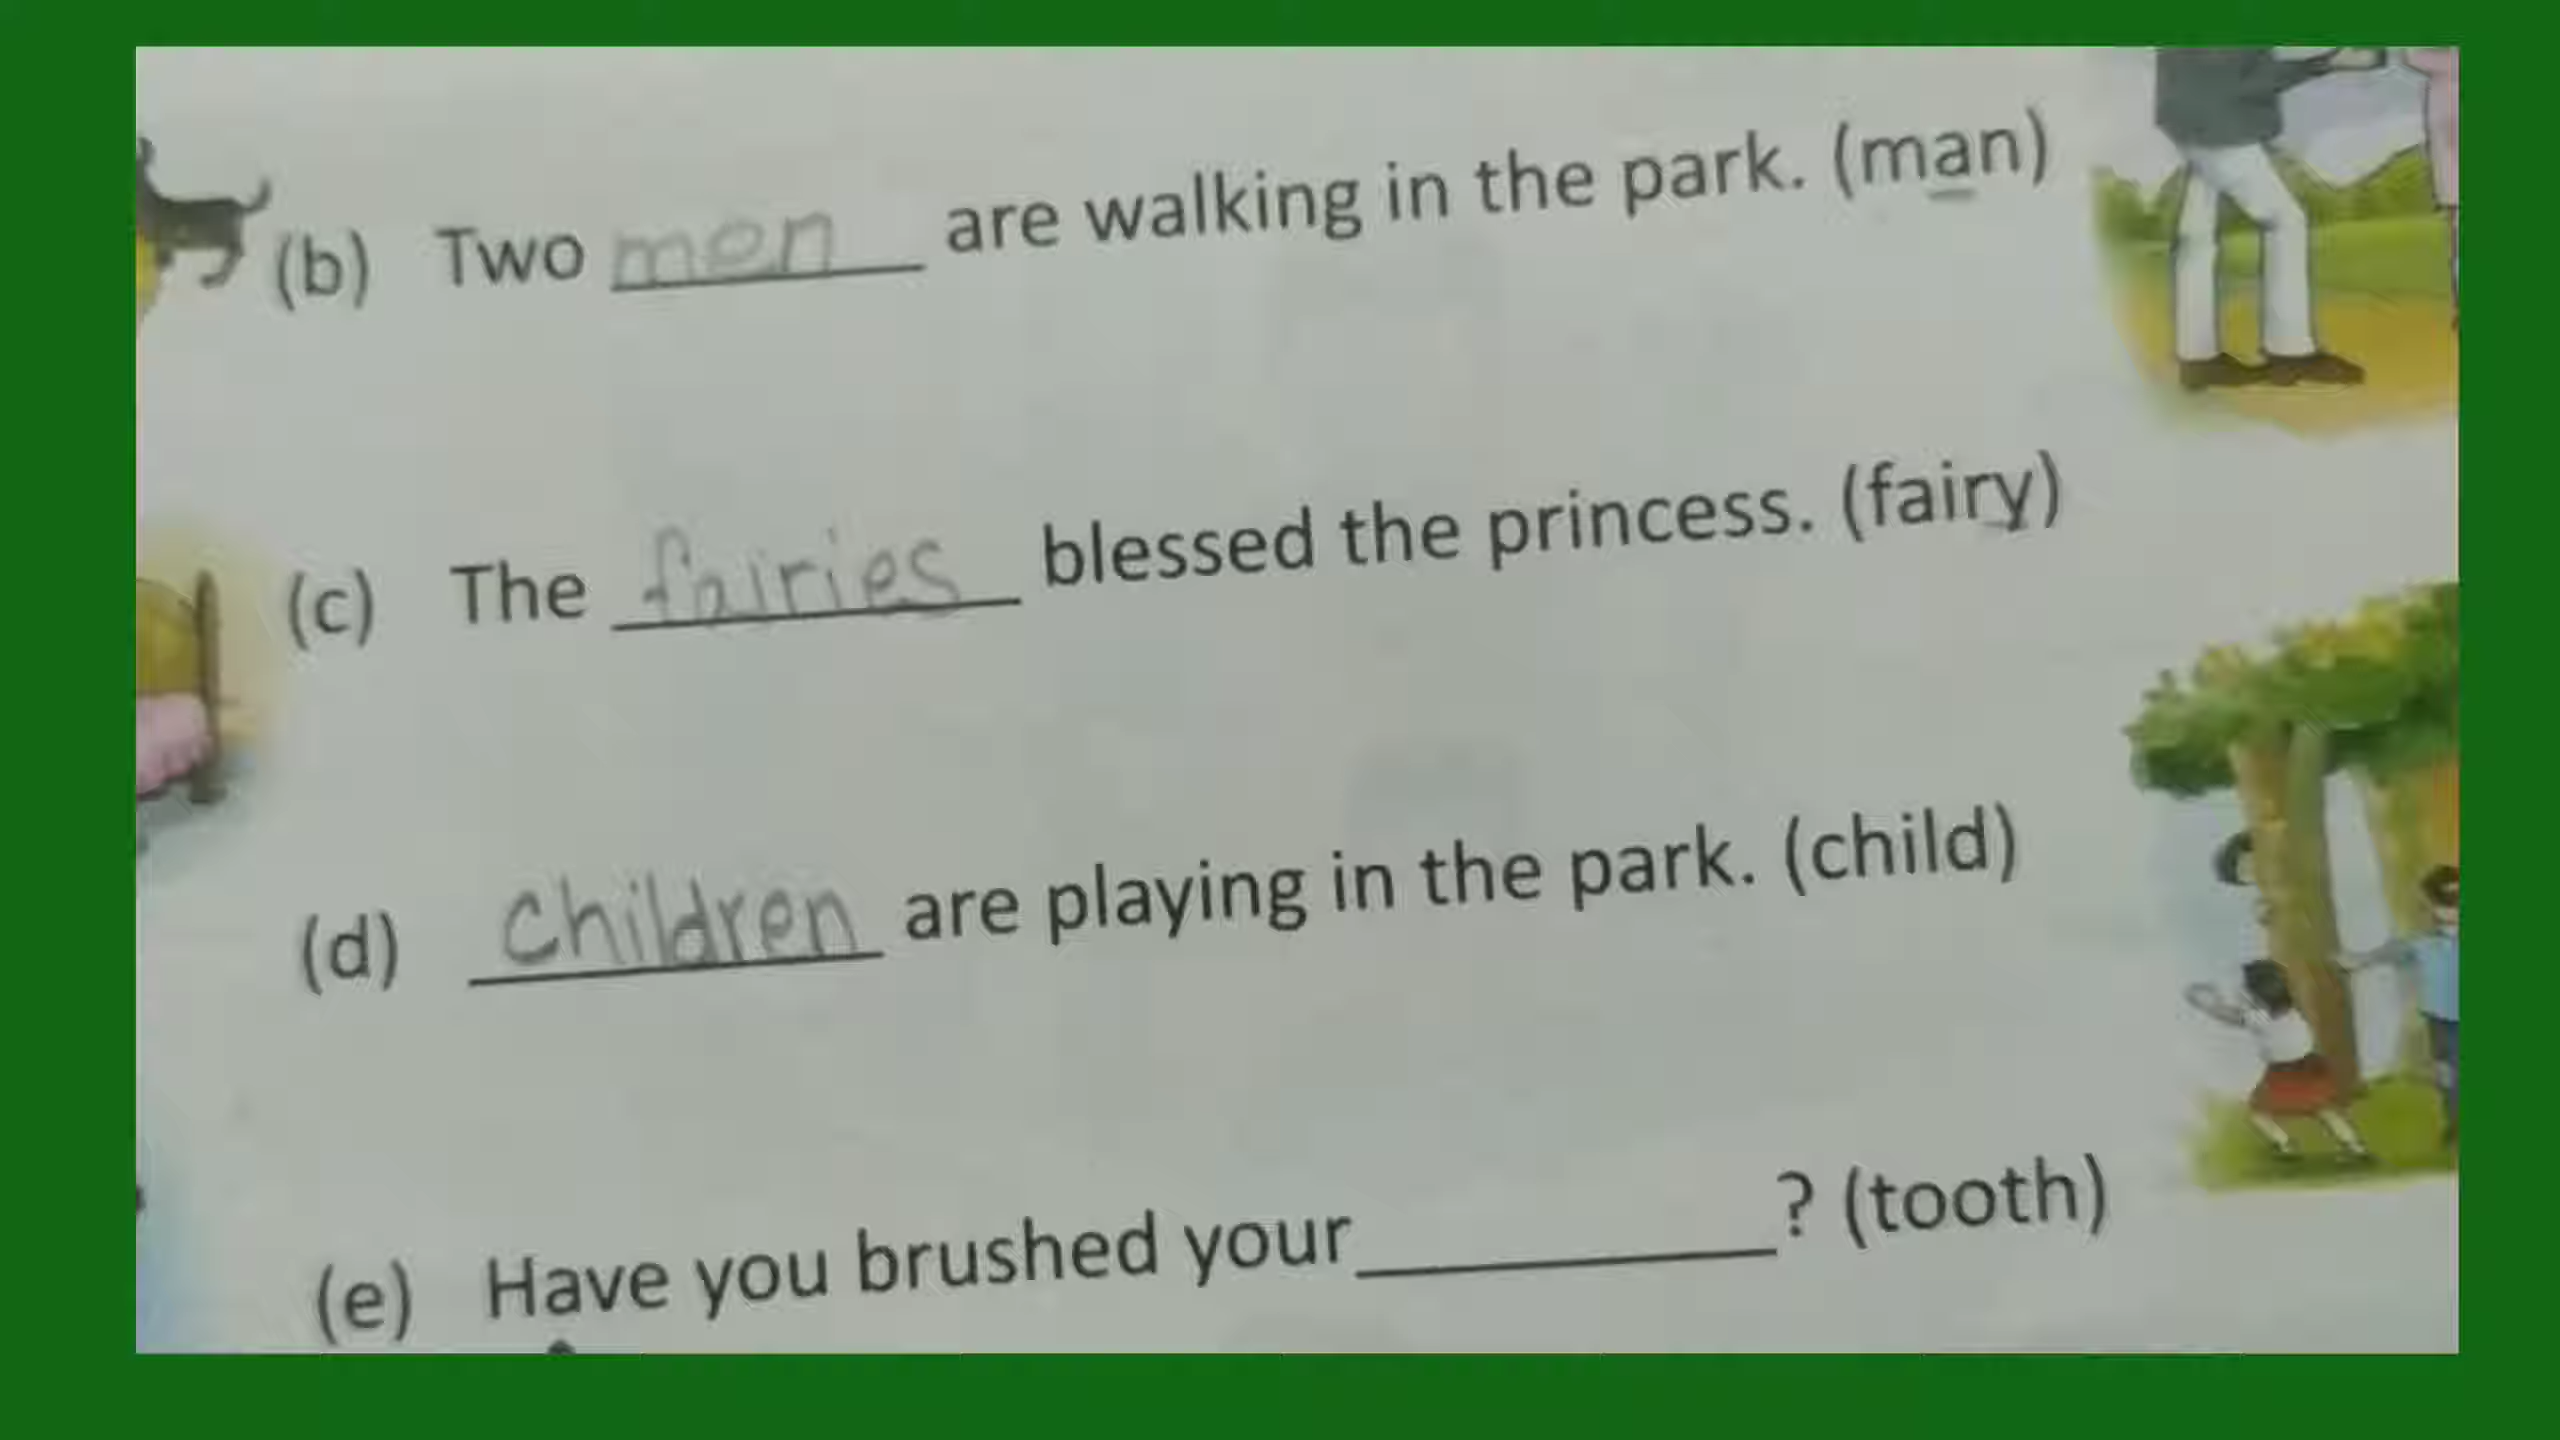 (b) Two men are walking in the park. (man)
(c) The fairies blessed the princess. (fairy)
(d) Children are playing in the park. (child)
(e) Have you brushed your__________? (tooth)